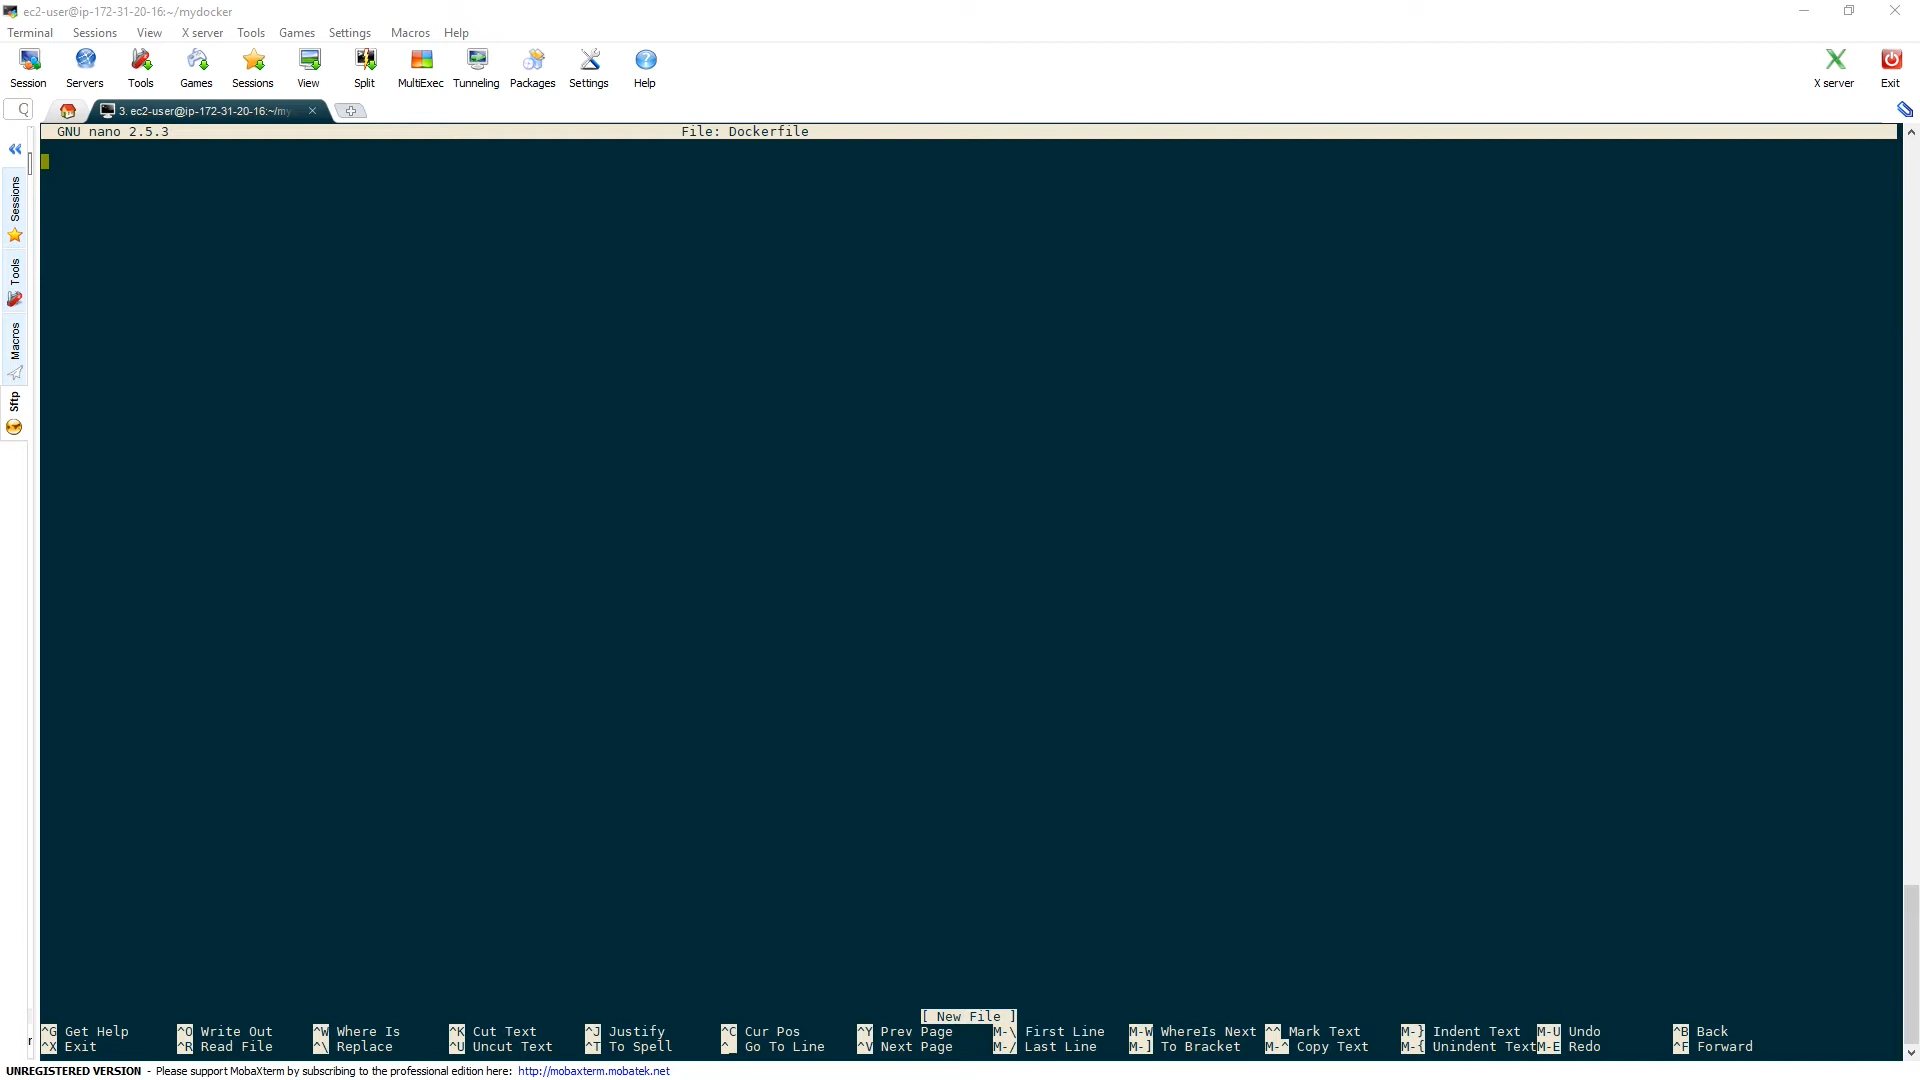 ec2-user@ip-172-31-20-16:~/mydocker
Terminal Sessions View X server Tools Games Settings Macros Help
Session Servers Tools Games Sessions View Split MultiExec Tunneling Packages Settings Help X server Exit
3. ec2-user@ip-172-31-20-16:~/my
GNU nano 2.5.3 File: Dockerfile
Sessions
Tools
Macros
Sftp
[ New File ]
^G Get Help ^O Write Out ^W Where Is ^K Cut Text ^J Justify ^C Cur Pos ^Y Prev Page M-\ First Line M-W WhereIs Next ^^ Mark Text M-} Indent Text M-U Undo ^B Back
^X Exit ^R Read File ^\ Replace ^U Uncut Text ^T To Spell ^_ Go To Line ^V Next Page M-/ Last Line M-] To Bracket M-^ Copy Text M-{ Unindent Text M-E Redo ^F Forward
UNREGISTERED VERSION - Please support MobaXterm by subscribing to the professional edition here: http://mobaxterm.mobatek.net